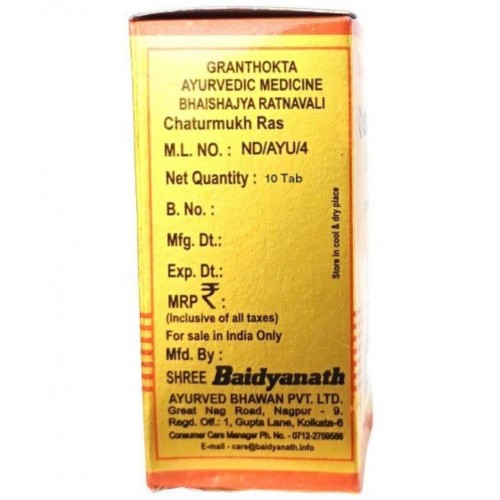 GRANTHOKTA
AYURVEDIC MEDICINE
BHAISHAJYA RATNAVALI
Chaturmukh Ras
M.L. NO. : ND/AYU/4
Net Quantity : 10 Tab
B. No. :
Mfg. Dt.:
Exp. Dt.:
MRP ₹ :
(Inclusive of all taxes)
For sale in India Only
Mfd. By :
SHREE Baidyanath
AYURVED BHAWAN PVT. LTD.
Great Nag Road, Nagpur - 9.
Regd. Off.: 1, Gupta Lane, Kolkata-6
Consumer Care Manager Ph. No. - 0712-2759566
E-mail - care@baidyanath.info
Store in cool & dry place